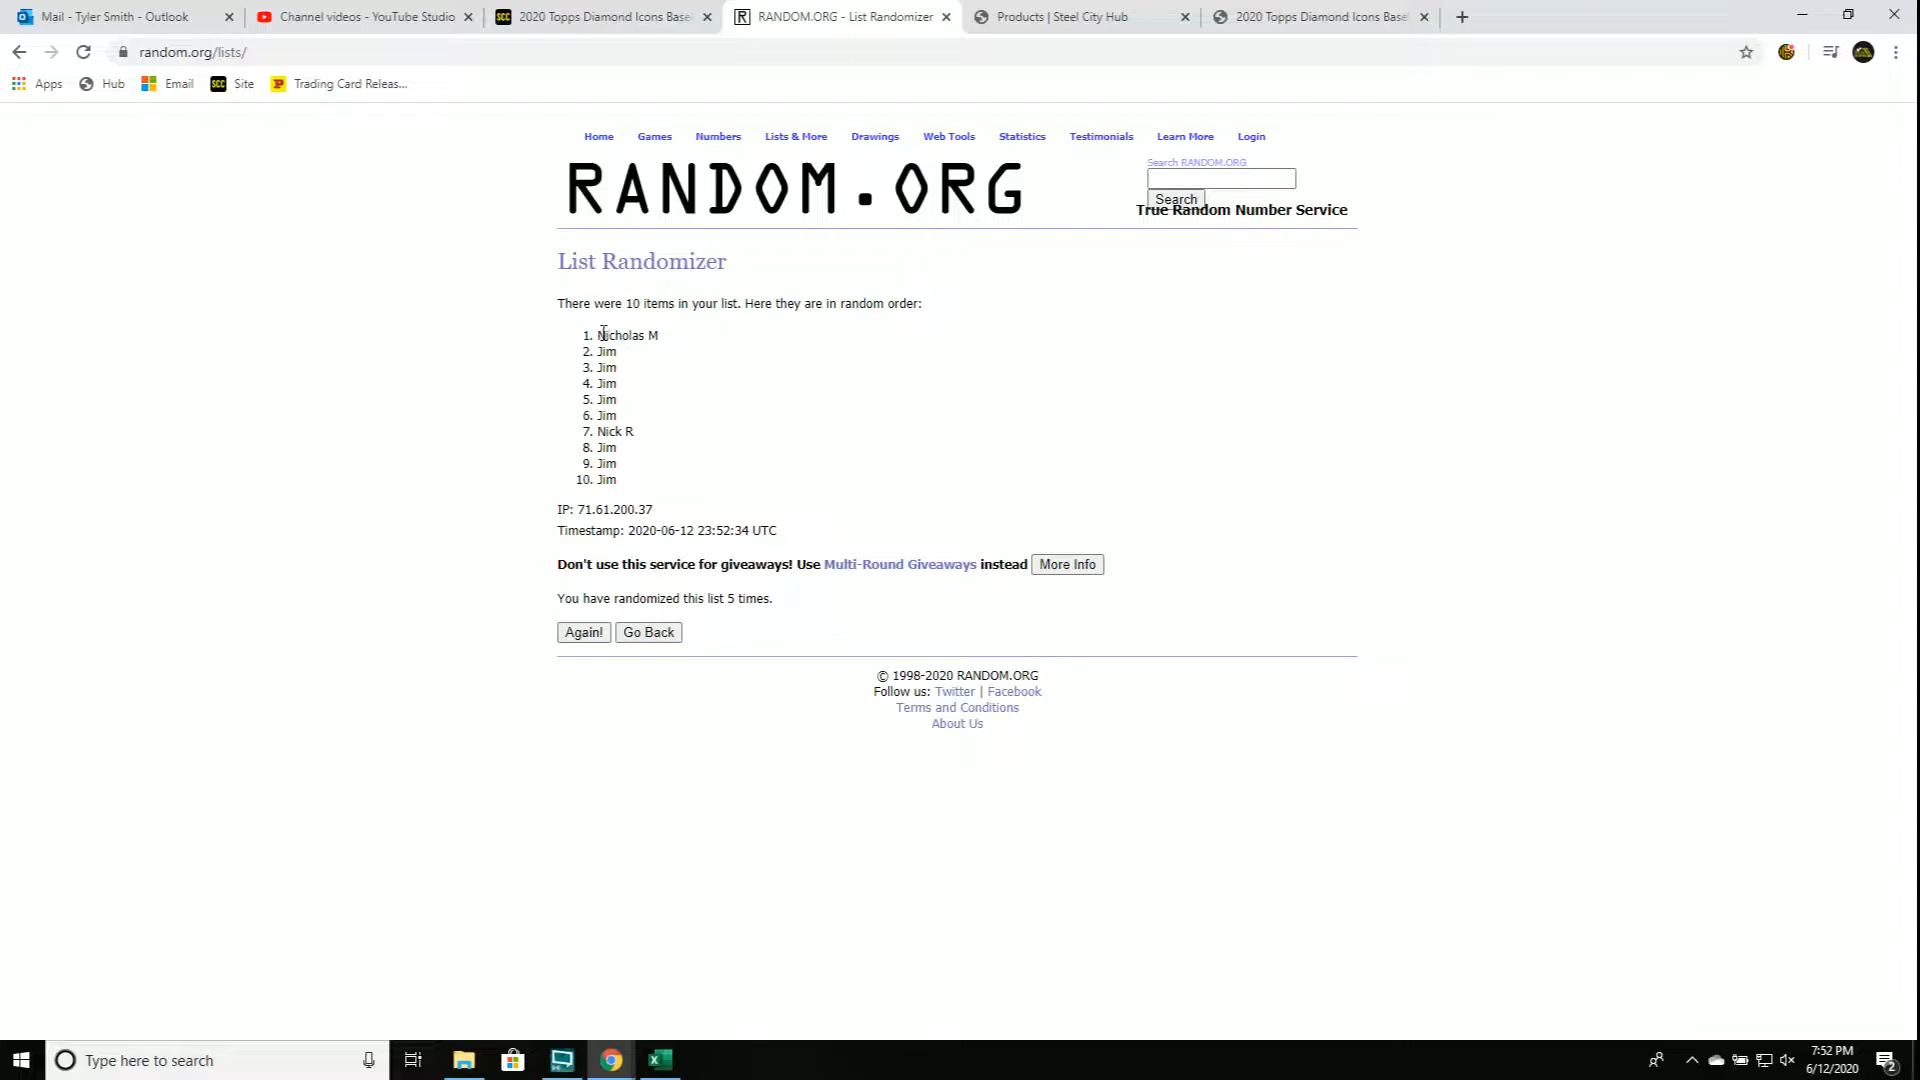 Mail - Tyler Smith - Outlook
Channel videos - YouTube Studio
SCC 2020 Topps Diamond Icons Base
R RANDOM.ORG - List Randomizer
Products | Steel City Hub
2020 Topps Diamond Icons Base
random.org/lists/
Apps
Hub
Email
SCC Site
Trading Card Releas...
Home Games Numbers Lists & More Drawings Web Tools Statistics Testimonials Learn More Login
RANDOM.ORG
Search RANDOM.ORG
Search
True Random Number Service
List Randomizer
There were 10 items in your list. Here they are in random order:
1. Nicholas M
2. Jim
3. Jim
4. Jim
5. Jim
6. Jim
7. Nick R
8. Jim
9. Jim
10. Jim
IP: 71.61.200.37
Timestamp: 2020-06-12 23:52:34 UTC
Don't use this service for giveaways! Use Multi-Round Giveaways instead More Info
You have randomized this list 5 times.
Again! Go Back
© 1998-2020 RANDOM.ORG
Follow us: Twitter | Facebook
Terms and Conditions
About Us
Type here to search
7:52 PM
6/12/2020
2